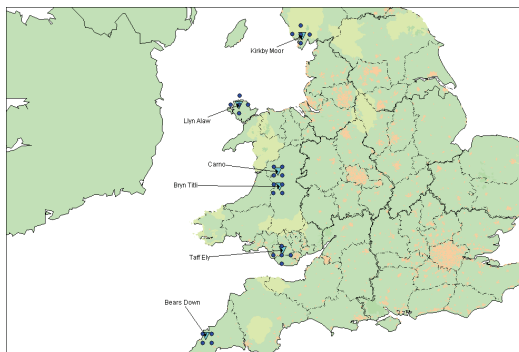 Kirkby Moor
Llyn Alaw
Carno
Bryn Titli
Taff Ely
Bears Down